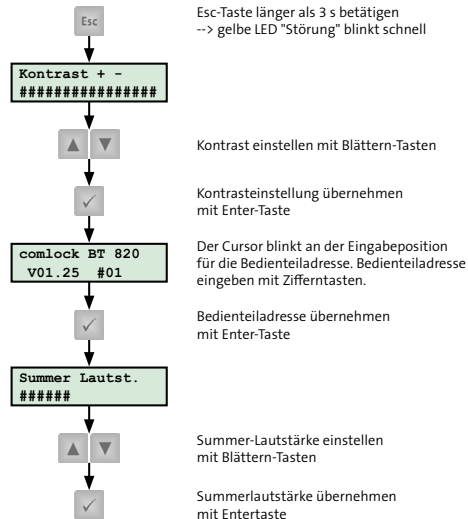 Esc
Esc-Taste länger als 3 s betätigen
--> gelbe LED "Störung" blinkt schnell
Kontrast + -
################
Kontrast einstellen mit Blättern-Tasten
Kontrasteinstellung übernehmen
mit Enter-Taste
comlock BT 820
V01.25 #01
Der Cursor blinkt an der Eingabeposition
für die Bedienteiladresse. Bedienteiladresse
eingeben mit Zifferntasten.
Bedienteiladresse übernehmen
mit Enter-Taste
Summer Lautst.
######
Summer-Lautstärke einstellen
mit Blättern-Tasten
Summerlautstärke übernehmen
mit Entertaste